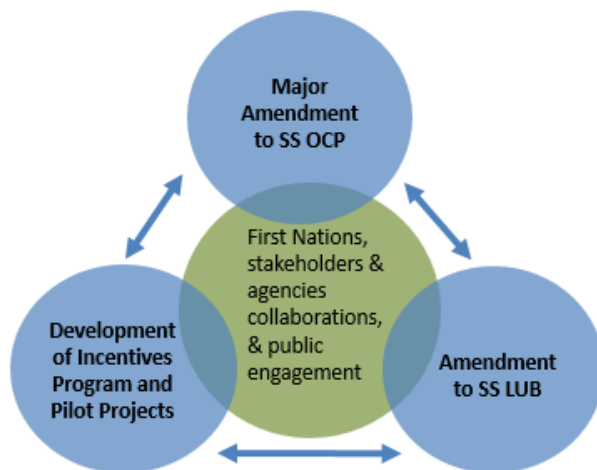 Major
Amendment
to SS OCP
First Nations,
stakeholders &
agencies
collaborations,
& public
engagement
Development
of Incentives
Program and
Pilot Projects
Amendment
to SS LUB